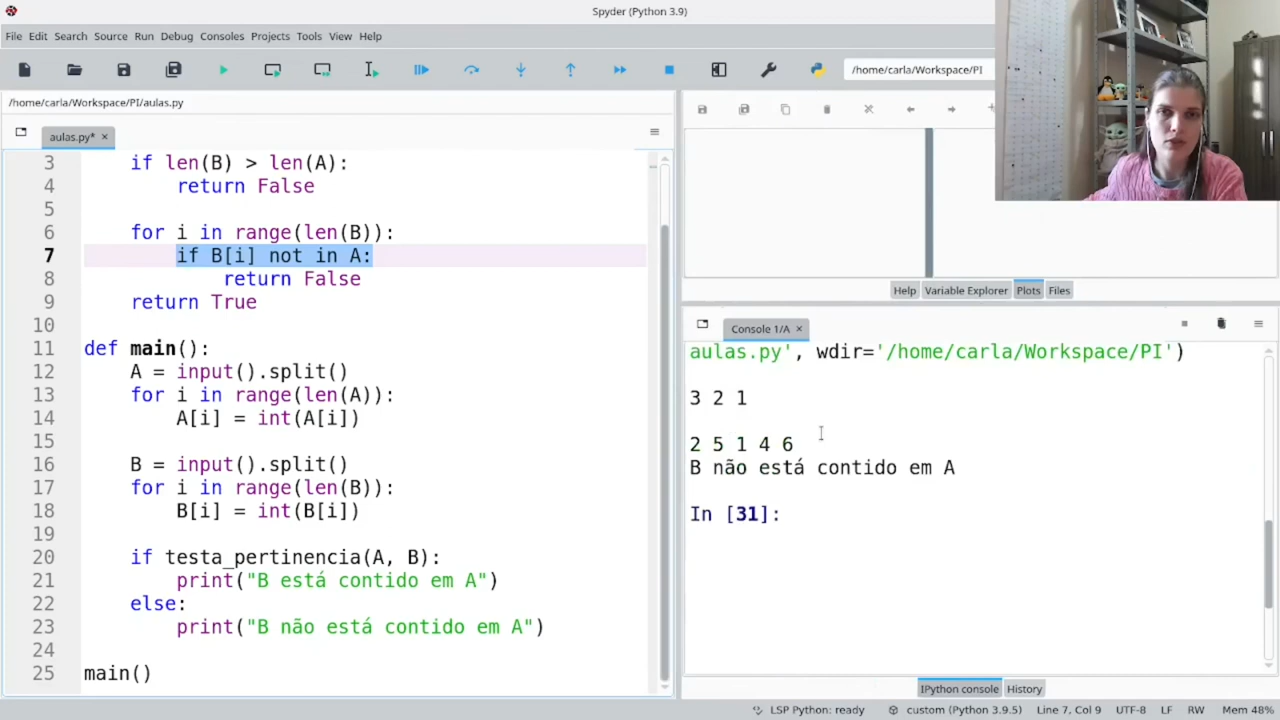 Spyder (Python 3.9)
File Edit Search Source Run Debug Consoles Projects Tools View Help
/home/carla/Workspace/PI
/home/carla/Workspace/PI/aulas.py
aulas.py*
3 if len(B) > len(A):
4 return False
5
6 for i in range(len(B)):
7 if B[i] not in A:
8 return False
9 return True
10
11 def main():
12 A = input().split()
13 for i in range(len(A)):
14 A[i] = int(A[i])
15
16 B = input().split()
17 for i in range(len(B)):
18 B[i] = int(B[i])
19
20 if testa_pertinencia(A, B):
21 print("B está contido em A")
22 else:
23 print("B não está contido em A")
24
25 main()
Help Variable Explorer Plots Files
Console 1/A
aulas.py', wdir='/home/carla/Workspace/PI')
3 2 1
2 5 1 4 6
B não está contido em A
In [31]:
IPython console History
LSP Python: ready custom (Python 3.9.5) Line 7, Col 9 UTF-8 LF RW Mem 48%